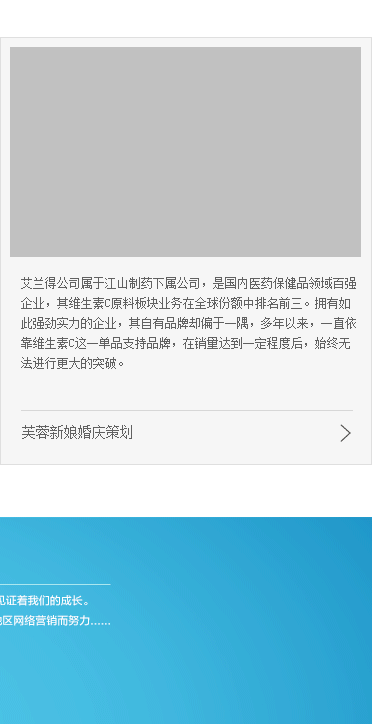 艾兰得公司属于江山制药下属公司，是国内医药保健品领域百强
企业，其维生素C原料板块业务在全球份额中排名前三。拥有如
此强劲实力的企业，其自有品牌却偏于一隅，多年以来，一直依
靠维生素C这一单品支持品牌，在销量达到一定程度后，始终无
法进行更大的突破。
芙蓉新娘婚庆策划
见证着我们的成长。
地区网络营销而努力......